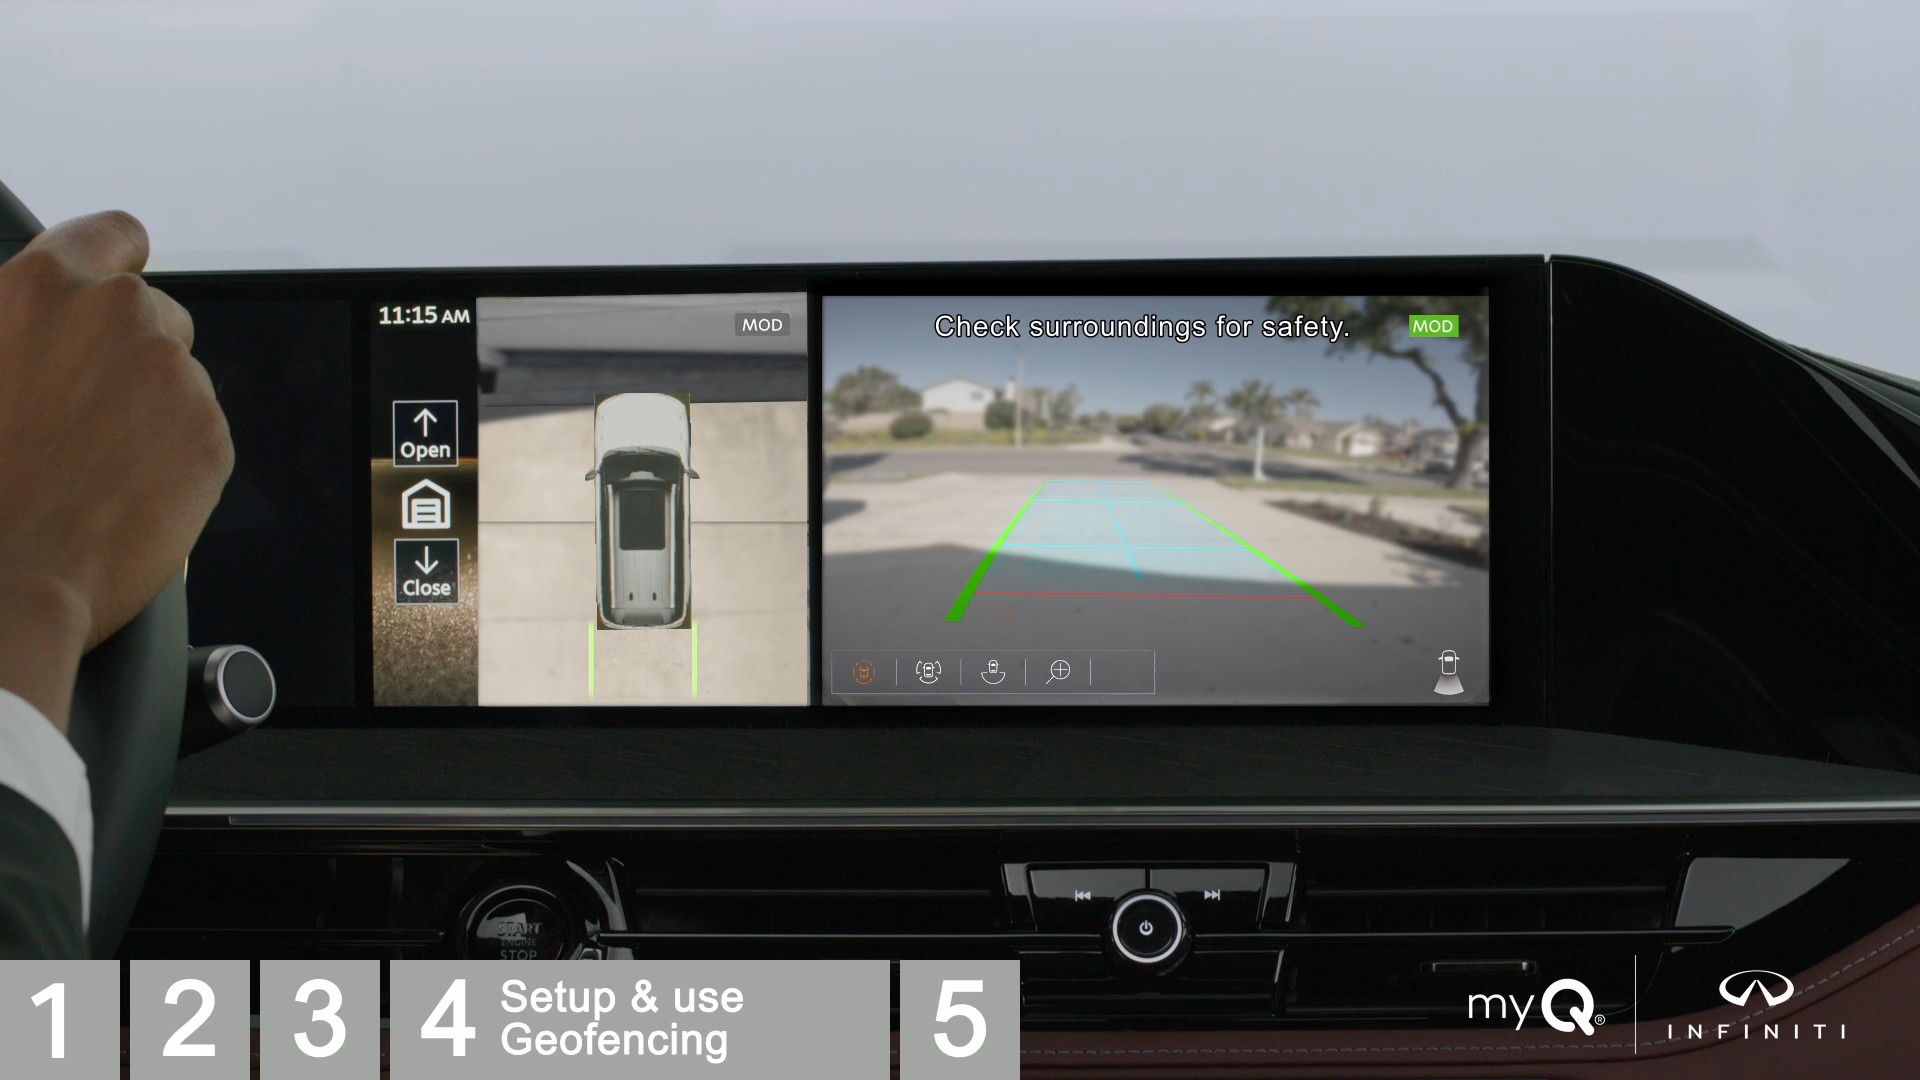 11:15 AM
MOD
Check surroundings for safety.
MOD
Open
Close
START
ENGINE
STOP
1
2
3
4
Setup & use
Geofencing
5
myQ®
INFINITI